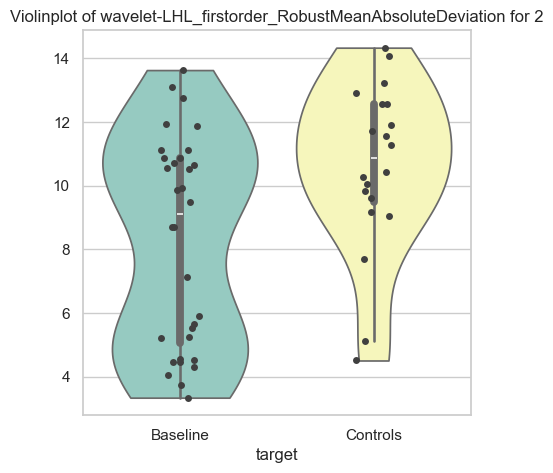 Violinplot of wavelet-LHL_firstorder_RobustMeanAbsoluteDeviation for 2
14
12
10
8
6
4
Baseline Controls
target